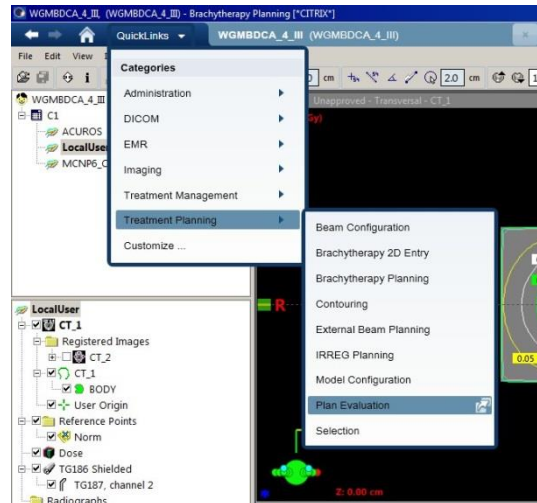 WGMBDCA_4_III, (WGMBDCA_4_III) - Brachytherapy Planning [*CITRIX*]
QuickLinks
WGMBDCA_4_III (WGMBDCA_4_III)
File Edit View
cm
2.0 cm
Categories
Administration
DICOM
EMR
Imaging
Treatment Management
Treatment Planning
Customize ...
Beam Configuration
Brachytherapy 2D Entry
Brachytherapy Planning
Contouring
External Beam Planning
IRREG Planning
Model Configuration
Plan Evaluation
Selection
WGMBDCA_4_III
C1
ACUROS
LocalUse
MCNP6_C
Unapproved - Transversal - CT_1
R
0.05
Z: 0.00 cm
LocalUser
CT_1
Registered Images
CT_2
CT_1
BODY
User Origin
Reference Points
Norm
Dose
TG186 Shielded
TG187, channel 2
Radiographs